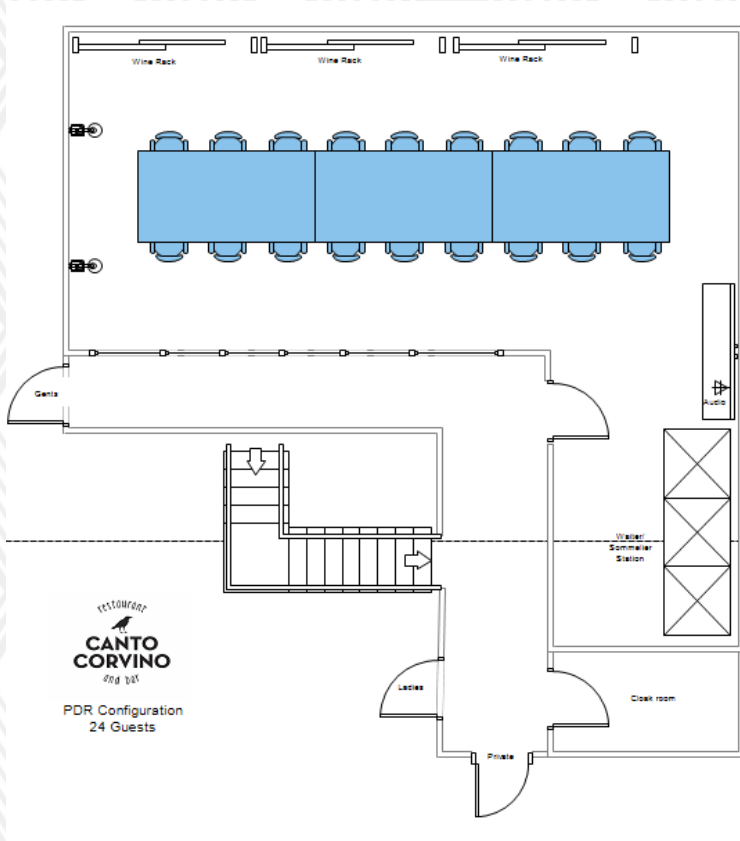 Wine Rack
Wine Rack
Wine Rack
Gents
Audio
Waiter/
Sommelier
Station
restaurant
CANTO
CORVINO
and bar
PDR Configuration
24 Guests
Ladies
Cloak room
Private